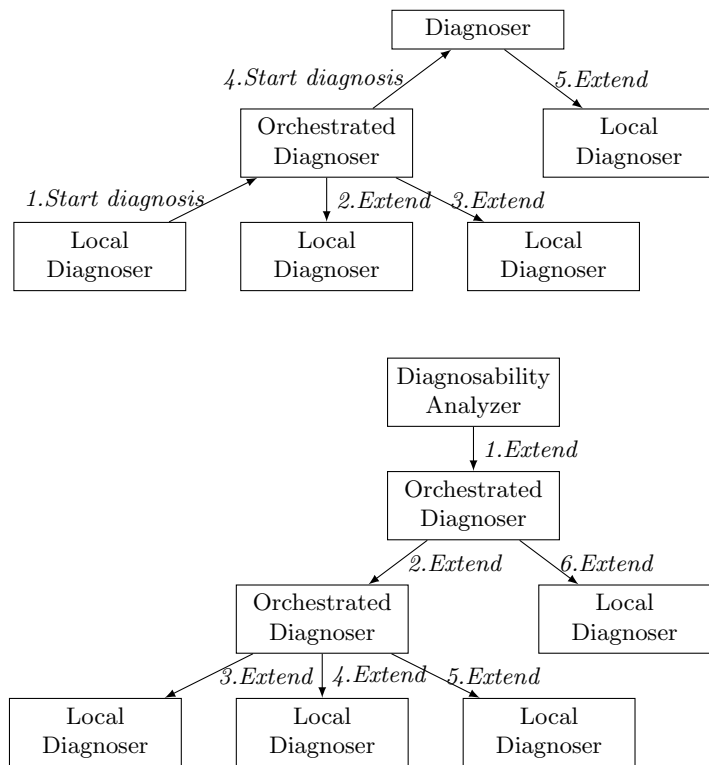 Diagnoser
4.Start diagnosis
5.Extend
Orchestrated
Diagnoser
Local
Diagnoser
1.Start diagnosis
2.Extend
3.Extend
Local
Diagnoser
Local
Diagnoser
Local
Diagnoser
Diagnosability
Analyzer
1.Extend
Orchestrated
Diagnoser
2.Extend
6.Extend
Orchestrated
Diagnoser
Local
Diagnoser
3.Extend
4.Extend
5.Extend
Local
Diagnoser
Local
Diagnoser
Local
Diagnoser